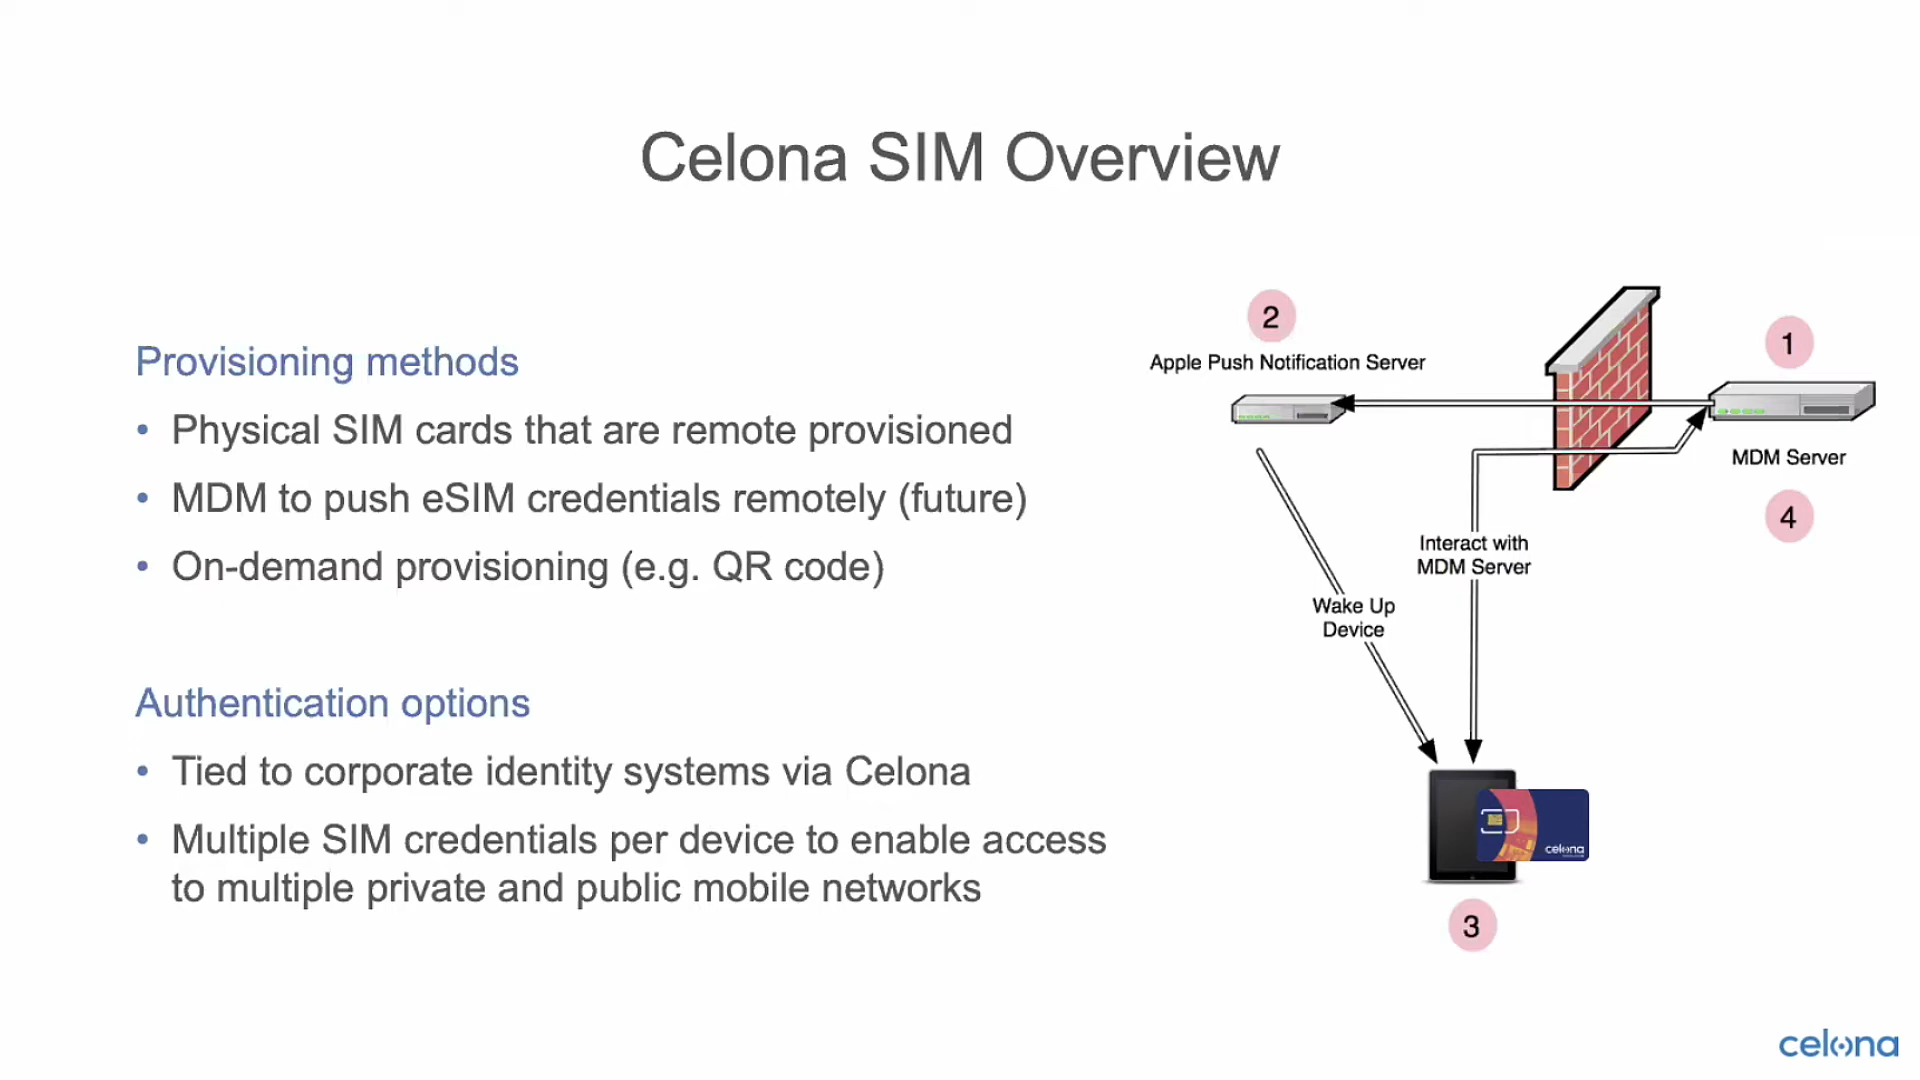 Celona SIM Overview
Provisioning methods
• Physical SIM cards that are remote provisioned
• MDM to push eSIM credentials remotely (future)
• On-demand provisioning (e.g. QR code)
Authentication options
• Tied to corporate identity systems via Celona
• Multiple SIM credentials per device to enable access
to multiple private and public mobile networks
2
Apple Push Notification Server
1
MDM Server
4
Interact with
MDM Server
Wake Up
Device
celona
3
celona